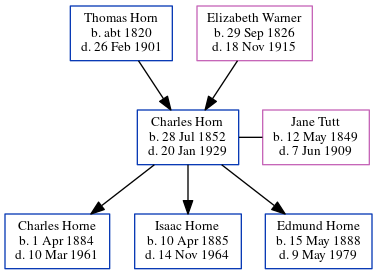 Thomas Horn
b. abt 1820
d. 26 Feb 1901
Elizabeth Warner
b. 29 Sep 1826
d. 18 Nov 1915
Charles Horn
b. 28 Jul 1852
d. 20 Jan 1929
Jane Tutt
b. 12 May 1849
d. 7 Jun 1909
Charles Horne
b. 1 Apr 1884
d. 10 Mar 1961
Isaac Horne
b. 10 Apr 1885
d. 14 Nov 1964
Edmund Horne
b. 15 May 1888
d. 9 May 1979